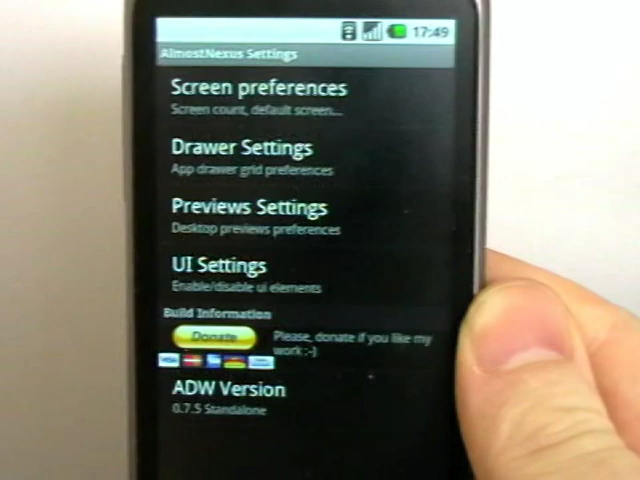 17:49
AlmostNexus Settings
Screen preferences
Screen count, default screen...
Drawer Settings
App drawer grid preferences
Previews Settings
Desktop previews preferences
UI Settings
Enable/disable ui elements
Build Information
Donate
Please, donate if you like my
work :-)
VISA
ADW Version
0.7.5 Standalone